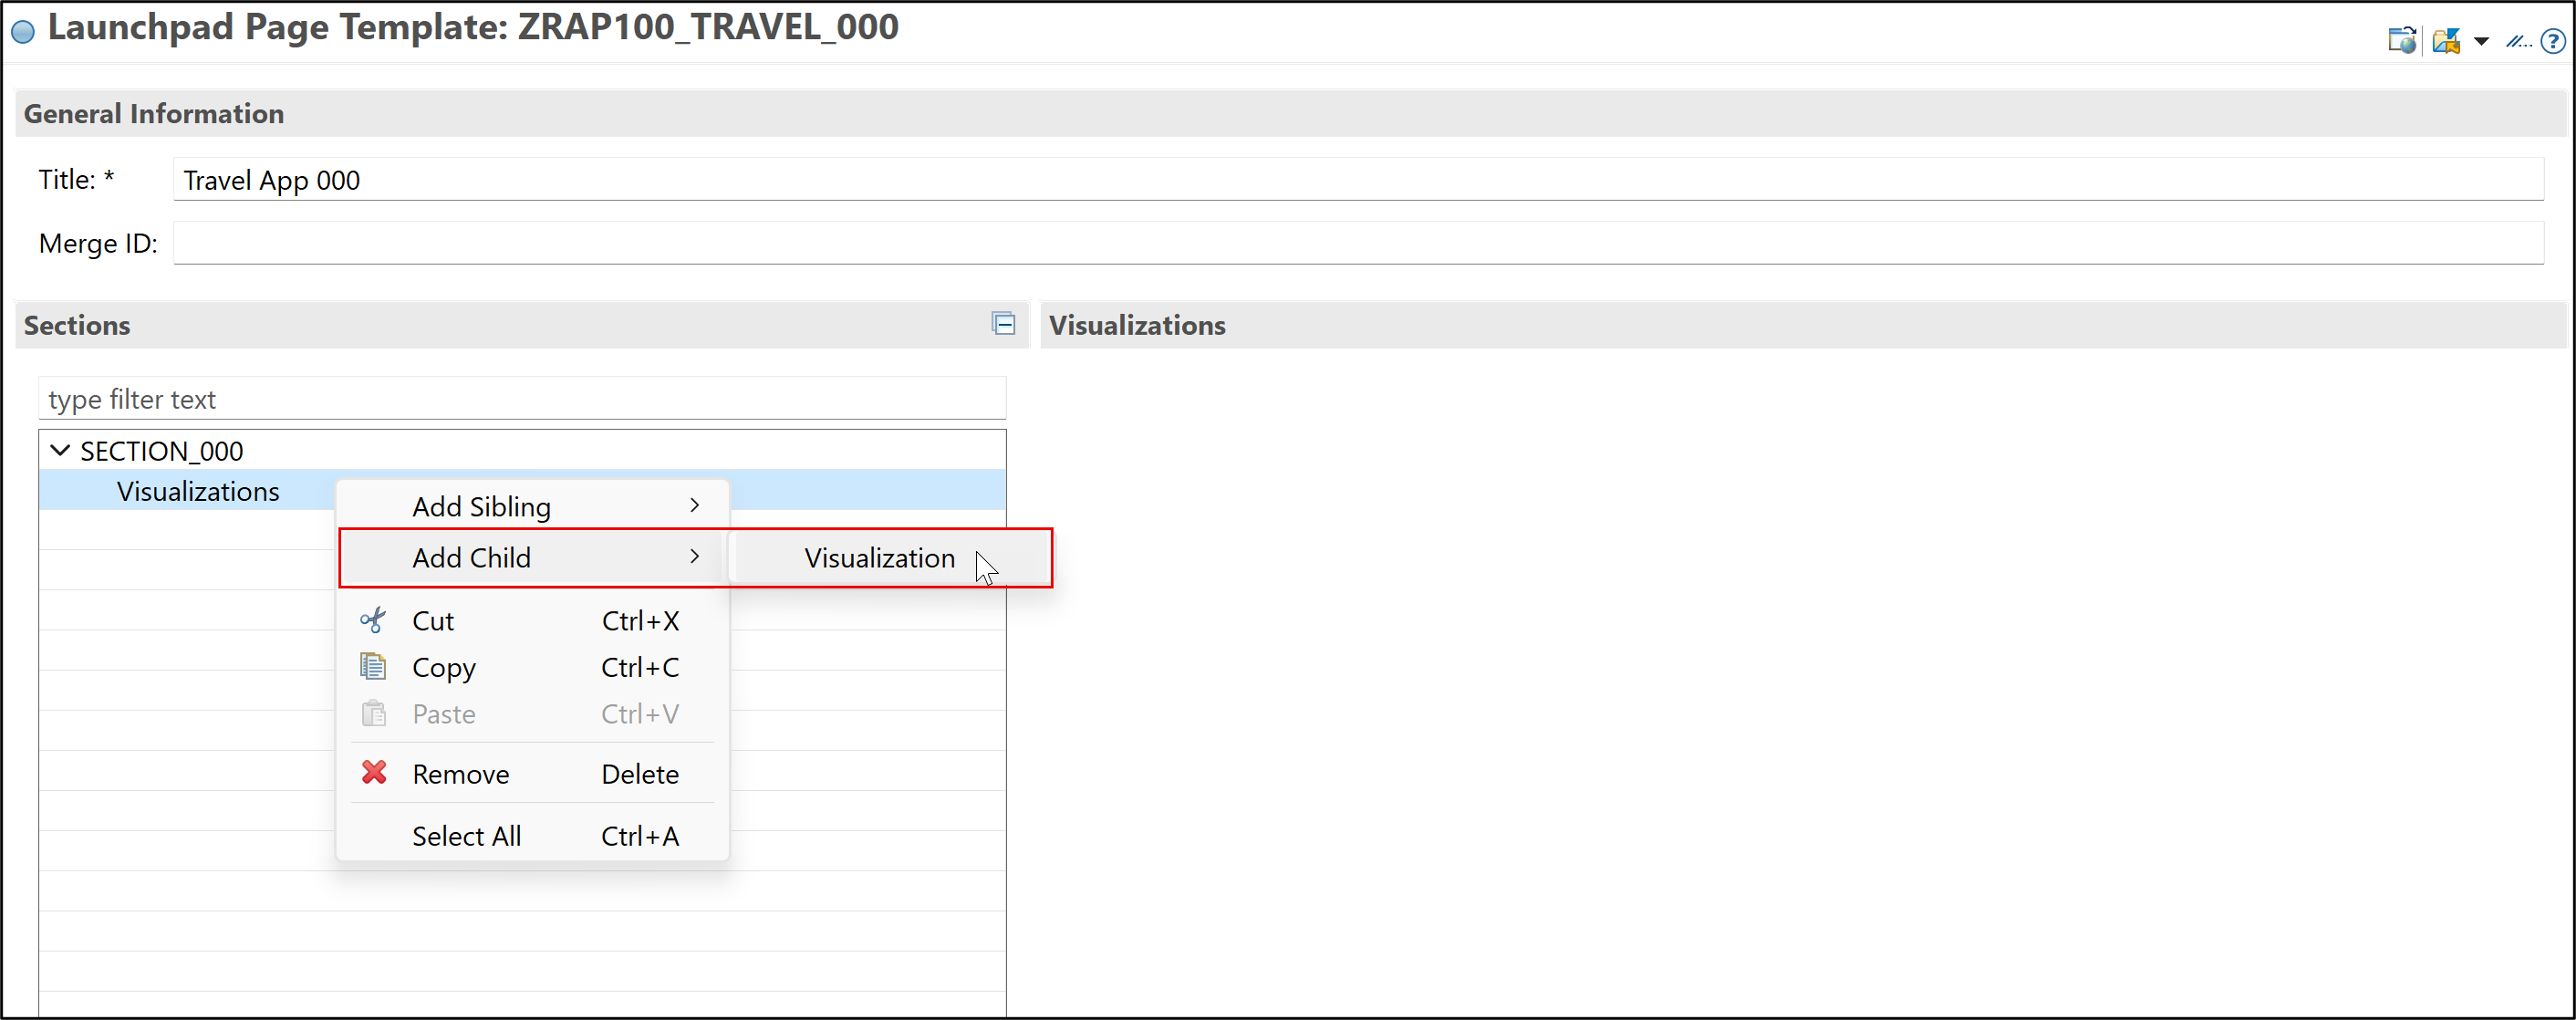 Launchpad Page Template: ZRAP100_TRAVEL_000
General Information
Title: * Travel App 000
Merge ID:
Sections
Visualizations
type filter text
SECTION_000
Visualizations
Add Sibling
Add Child
Visualization
Cut Ctrl+X
Copy Ctrl+C
Paste Ctrl+V
Remove Delete
Select All Ctrl+A